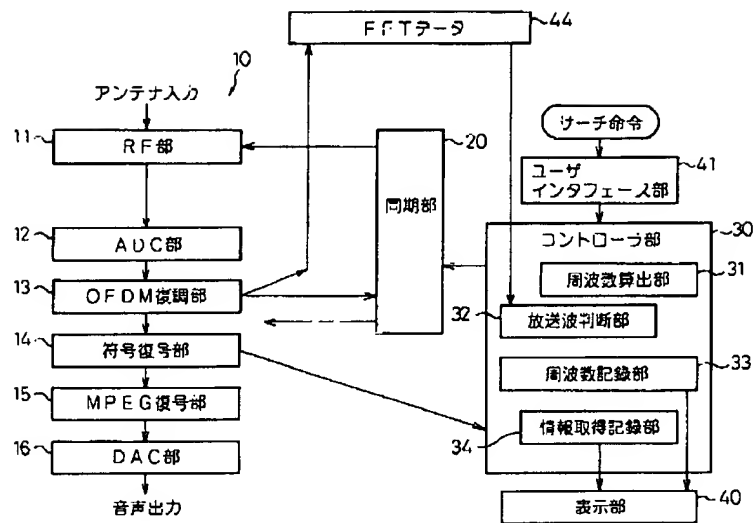 FFTデータ
44
10
アンテナ入力
11
RF部
20
同期部
サーチ命令
ユーザ
インタフェース部
41
12
ADC部
コントローラ部
30
13
OFDM復調部
周波数算出部
31
32
放送波判断部
14
符号復号部
周波数記録部
33
15
MPEG復号部
情報取得記録部
34
16
DAC部
音声出力
表示部
40